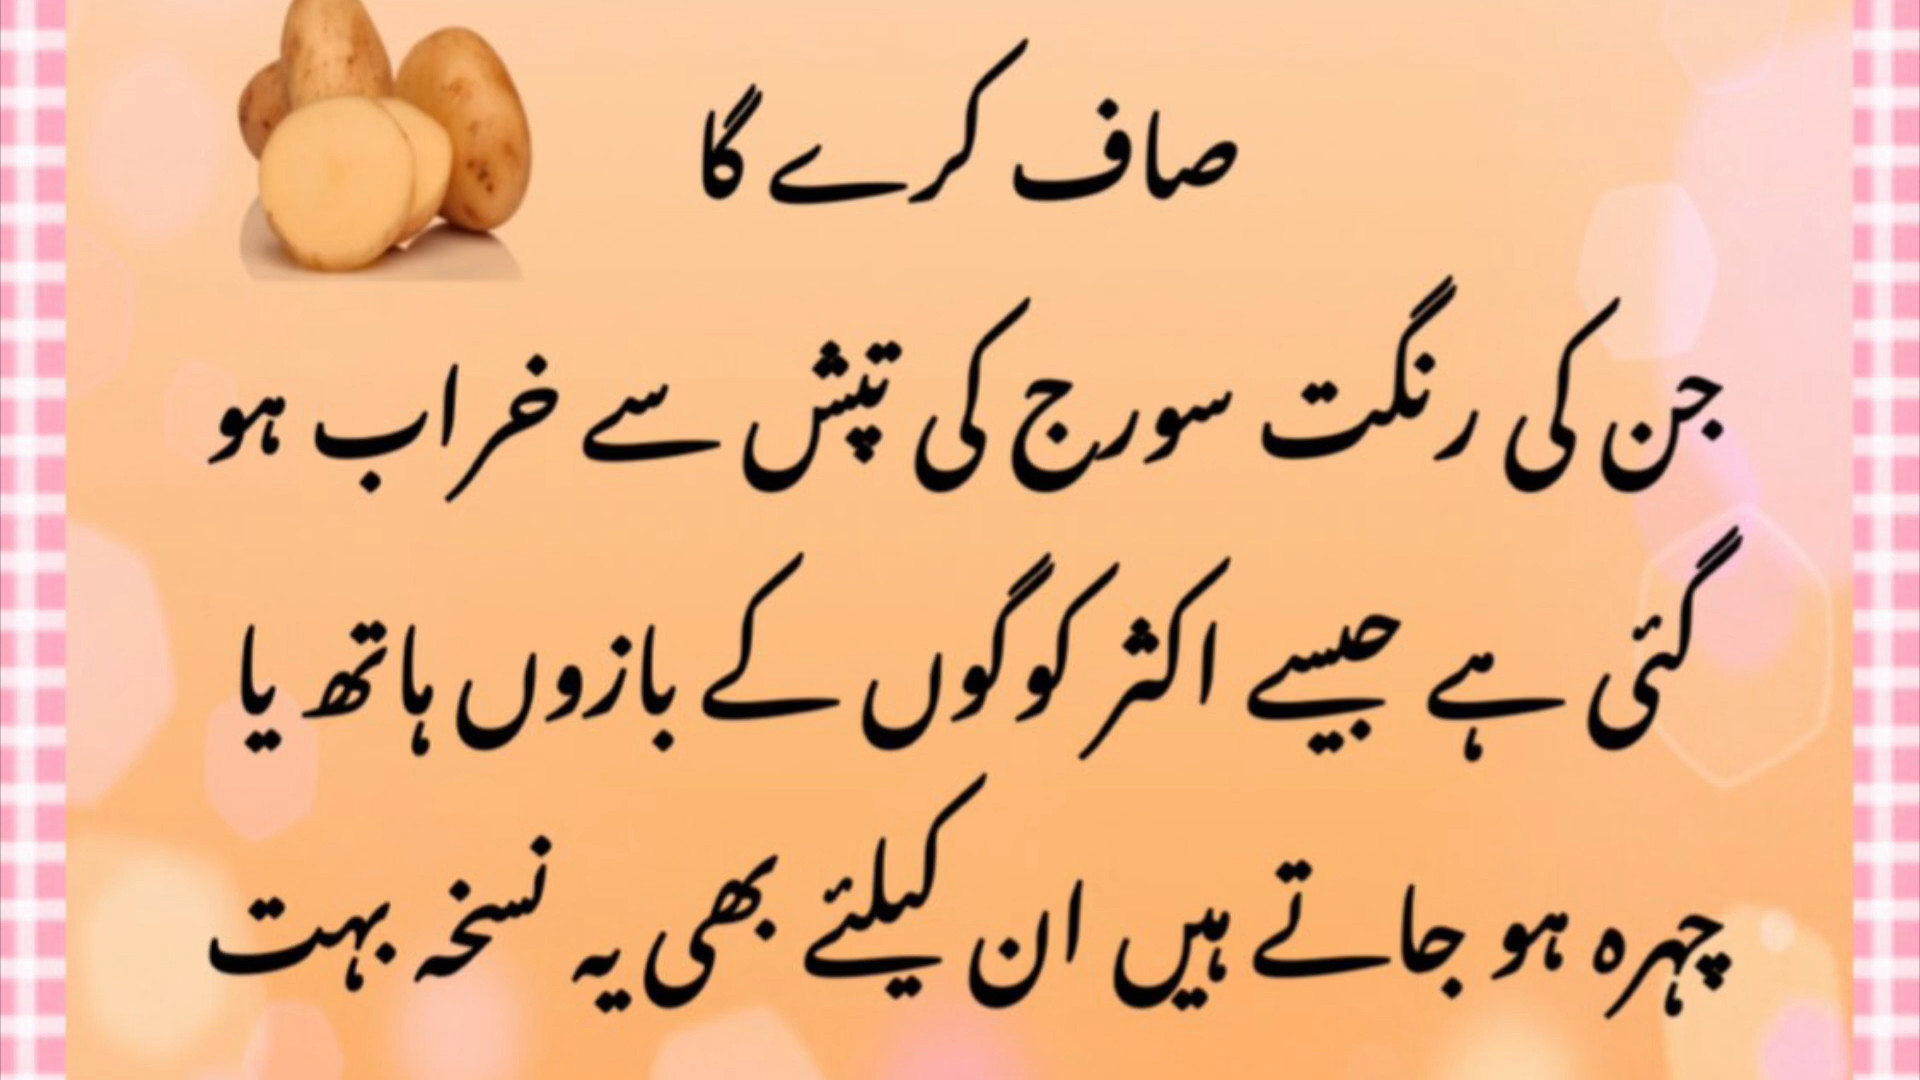 صاف کرے گا
جن کی رنگت سورج کی تپش سے خراب ہو
گئی ہے جیسے اکثر کوگوں کے بازوں ہاتھ یا
چہرہ ہو جاتے ہیں ان کیلئے بھی یہ نسخہ بہت